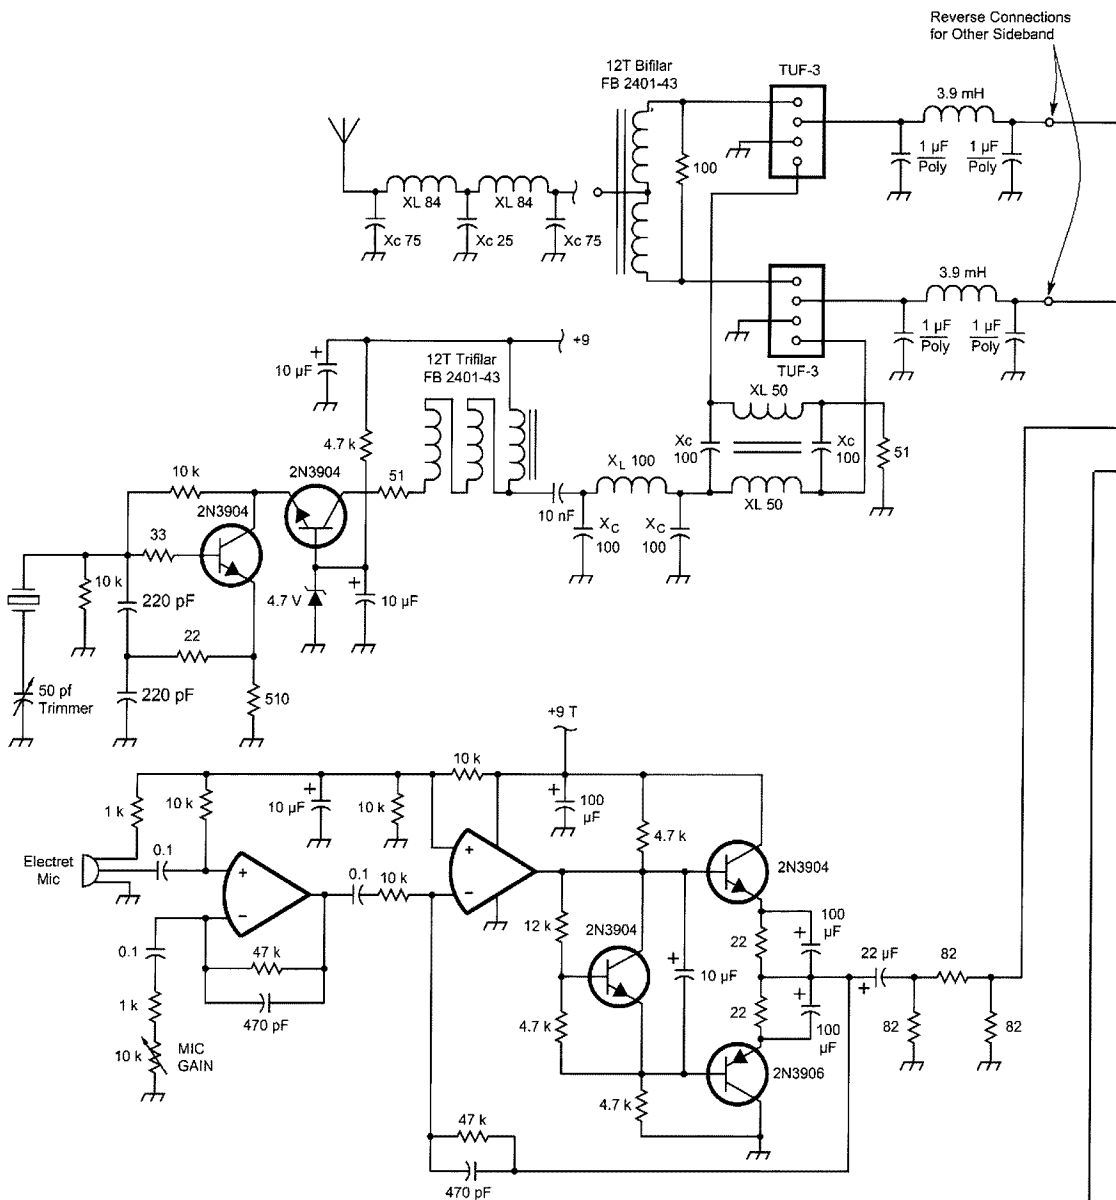 Reverse Connections
for Other Sideband
12T Bifilar
FB 2401-43
TUF-3
3.9 mH
1 µF
Poly
1 µF
Poly
100
XL 84
XL 84
Xc 75
Xc 25
Xc 75
3.9 mH
1 µF
Poly
1 µF
Poly
TUF-3
+9
+
10 µF
12T Trifilar
FB 2401-43
XL 50
4.7 k
Xc
100
Xc
100
51
10 k
2N3904
51
XL 100
XL 50
2N3904
10 nF
33
XC
100
XC
100
10 k
220 pF
4.7 V
+
10 µF
22
50 pf
Trimmer
220 pF
510
+9 T
10 k
1 k
10 k
+
10 µF
10 k
+
100
µF
4.7 k
Electret
Mic
0.1
+
−
+
−
2N3904
0.1
10 k
12 k
2N3904
22
+
100
µF
0.1
47 k
+
10 µF
22 µF
+
82
1 k
470 pF
4.7 k
22
+
100
µF
82
82
10 k
MIC
GAIN
2N3906
4.7 k
47 k
470 pF